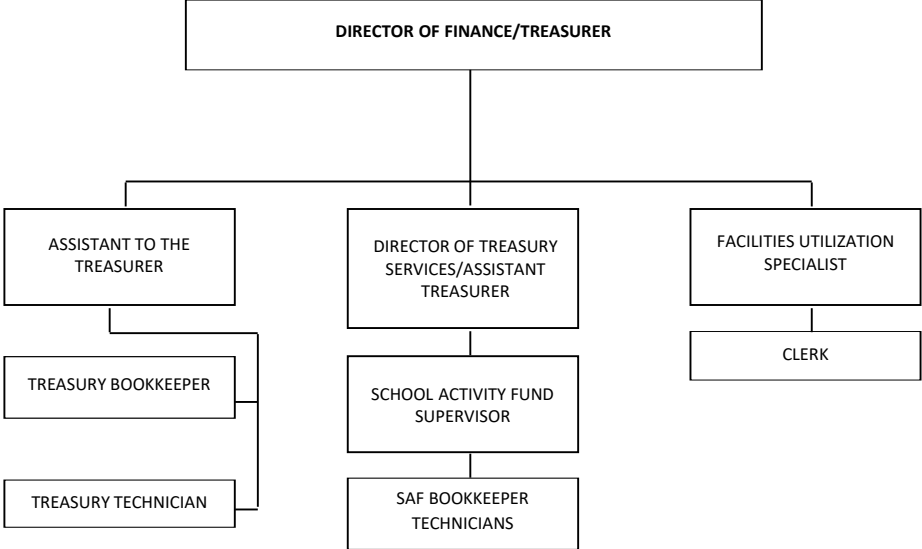 DIRECTOR OF FINANCE/TREASURER
ASSISTANT TO THE
TREASURER
DIRECTOR OF TREASURY
SERVICES/ASSISTANT
TREASURER
FACILITIES UTILIZATION
SPECIALIST
TREASURY BOOKKEEPER
SCHOOL ACTIVITY FUND
SUPERVISOR
CLERK
TREASURY TECHNICIAN
SAF BOOKKEEPER
TECHNICIANS